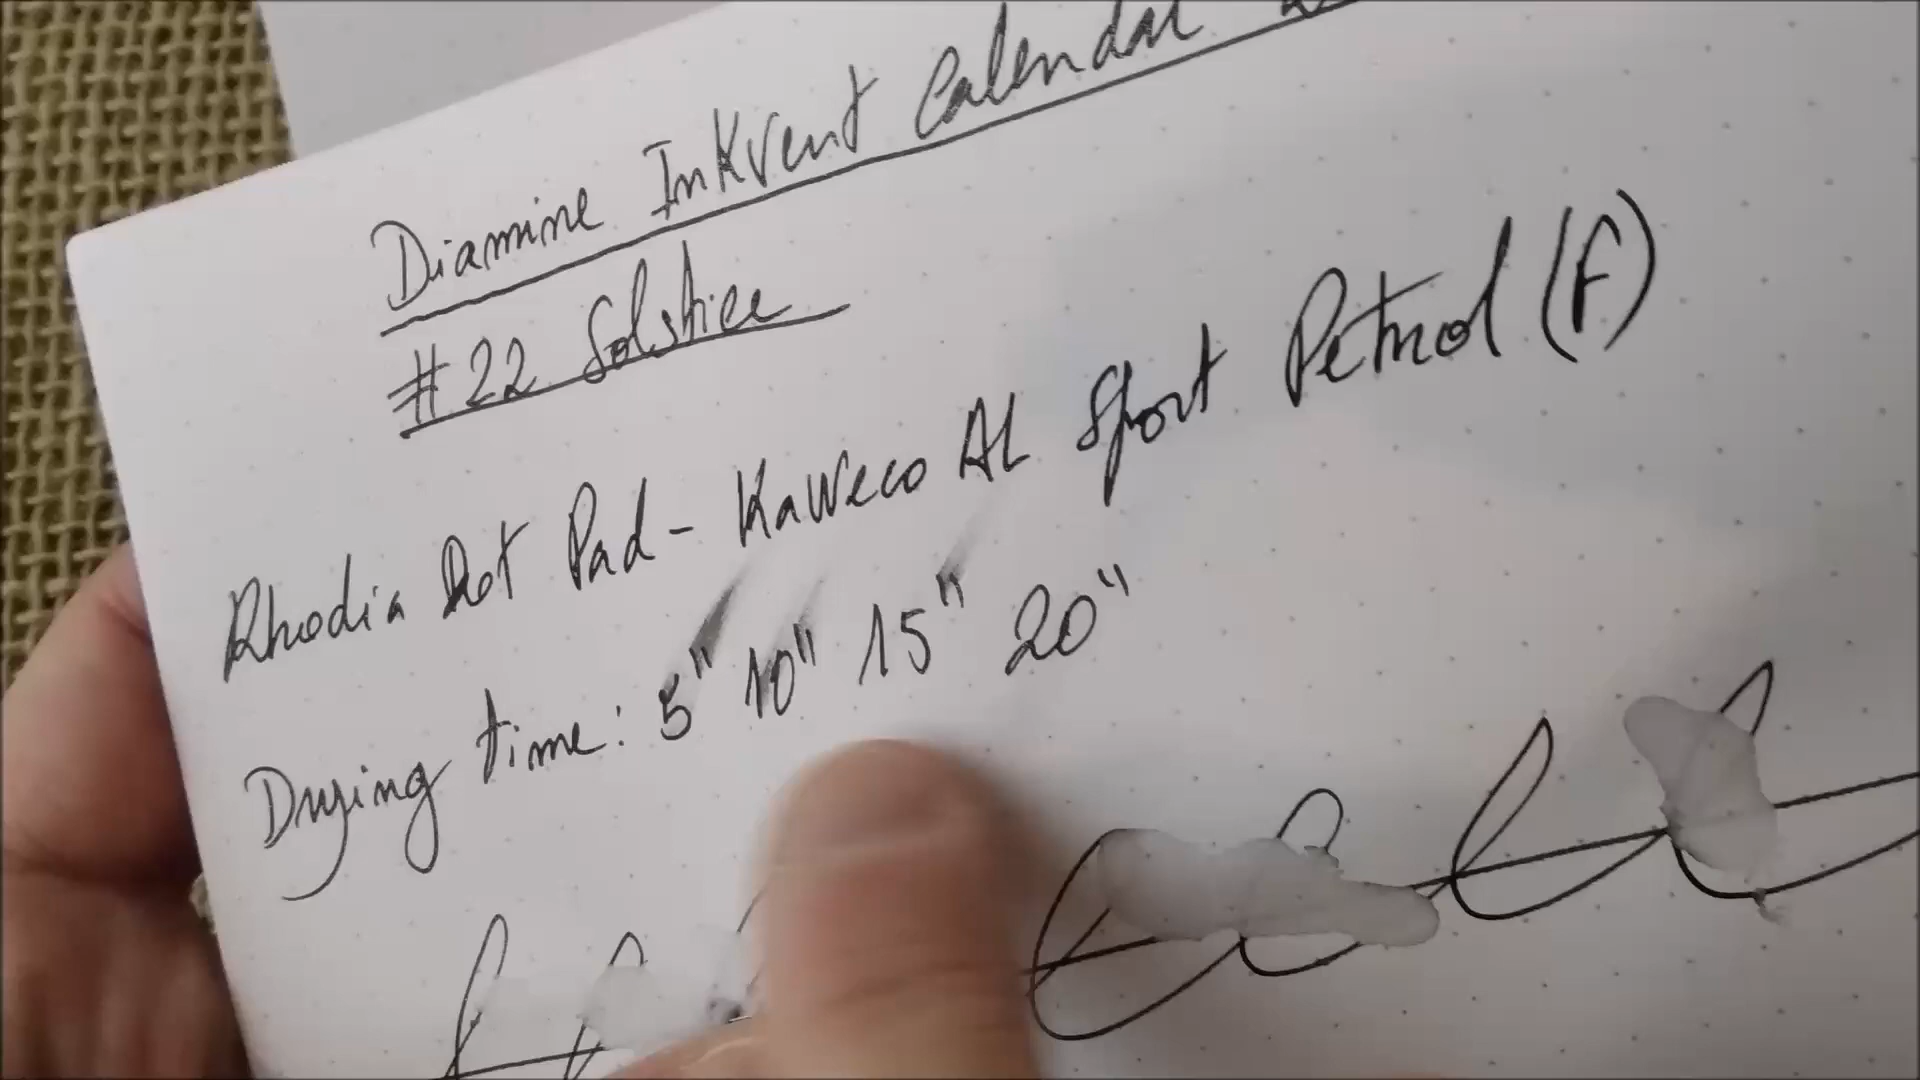 Diamine InKvent Calendar
#22 Solstice
Rhodia Dot Pad - KaWeco AL Sport Petrol (F)
Drying time: 5" 10" 15" 20"